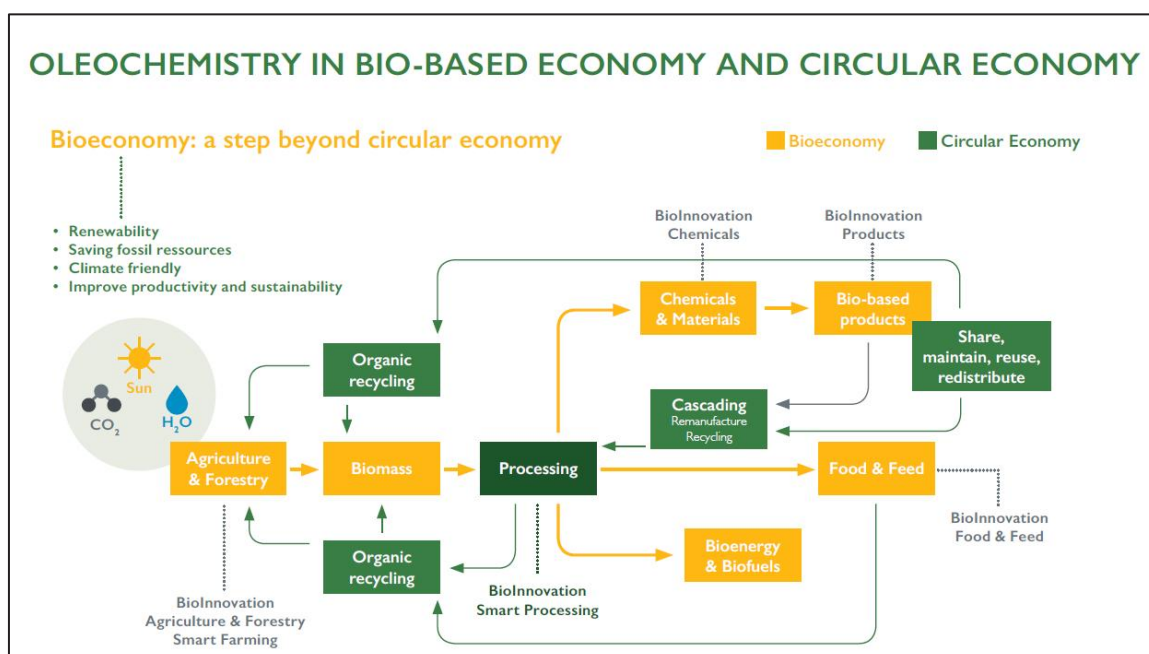 OLEOCHEMISTRY IN BIO-BASED ECONOMY AND CIRCULAR ECONOMY
Bioeconomy: a step beyond circular economy
Bioeconomy
Circular Economy
• Renewability
• Saving fossil ressources
• Climate friendly
• Improve productivity and sustainability
BioInnovation
Chemicals
BioInnovation
Products
Chemicals
& Materials
Bio-based
products
Share,
maintain, reuse,
redistribute
Organic
recycling
Sun
CO2
H2O
Cascading
Remanufacture
Recycling
Agriculture
& Forestry
Biomass
Processing
Food & Feed
BioInnovation
Food & Feed
Organic
recycling
Bioenergy
& Biofuels
BioInnovation
Smart Processing
BioInnovation
Agriculture & Forestry
Smart Farming